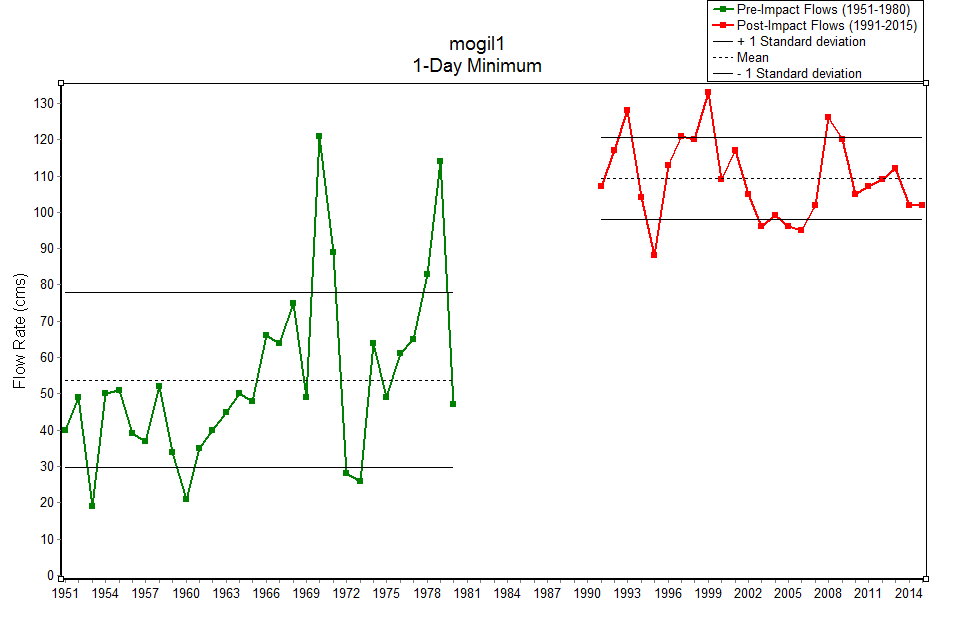 Pre-Impact Flows (1951-1980)
Post-Impact Flows (1991-2015)
+ 1 Standard deviation
Mean
- 1 Standard deviation
mogil1
1-Day Minimum
Flow Rate (cms)
130
120
110
100
90
80
70
60
50
40
30
20
10
0
1951 1954 1957 1960 1963 1966 1969 1972 1975 1978 1981 1984 1987 1990 1993 1996 1999 2002 2005 2008 2011 2014